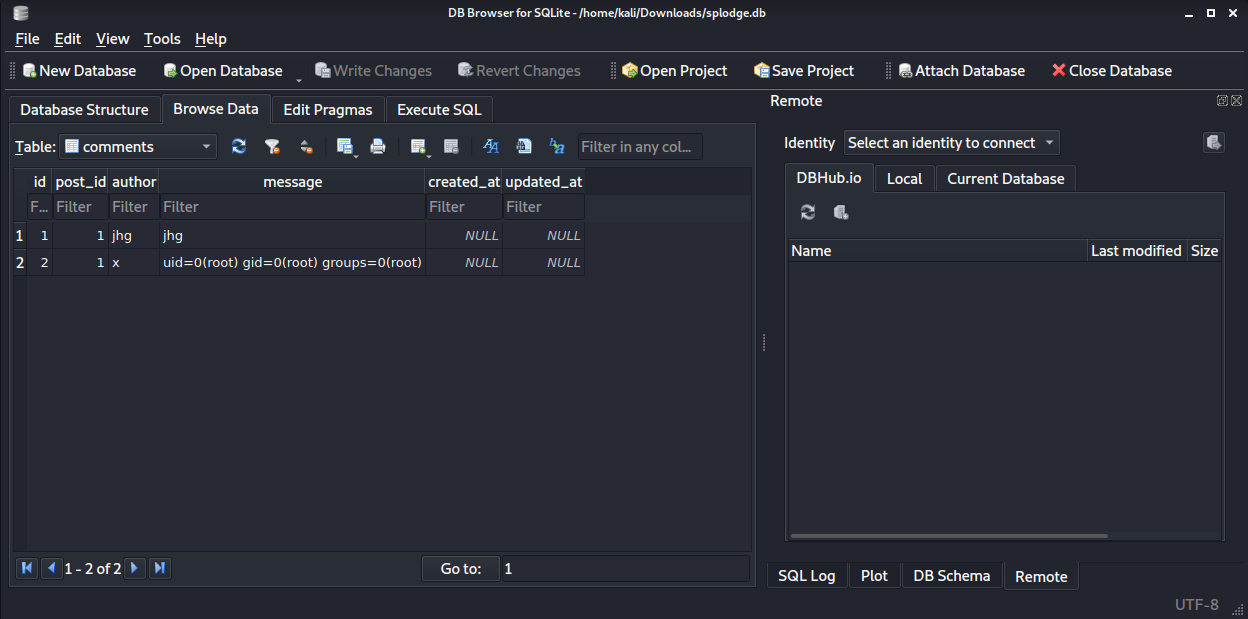 DB Browser for SQLite - /home/kali/Downloads/splodge.db
File Edit View Tools Help
New Database Open Database Write Changes Revert Changes Open Project Save Project Attach Database Close Database
Database Structure Browse Data Edit Pragmas Execute SQL
Table: comments Filter in any col...
id post_id author message created_at updated_at
F... Filter Filter Filter Filter Filter
1 1 1 jhg jhg NULL NULL
2 2 1 x uid=0(root) gid=0(root) groups=0(root) NULL NULL
1 - 2 of 2 Go to: 1
Remote
Identity Select an identity to connect
DBHub.io Local Current Database
Name Last modified Size
SQL Log Plot DB Schema Remote
UTF-8